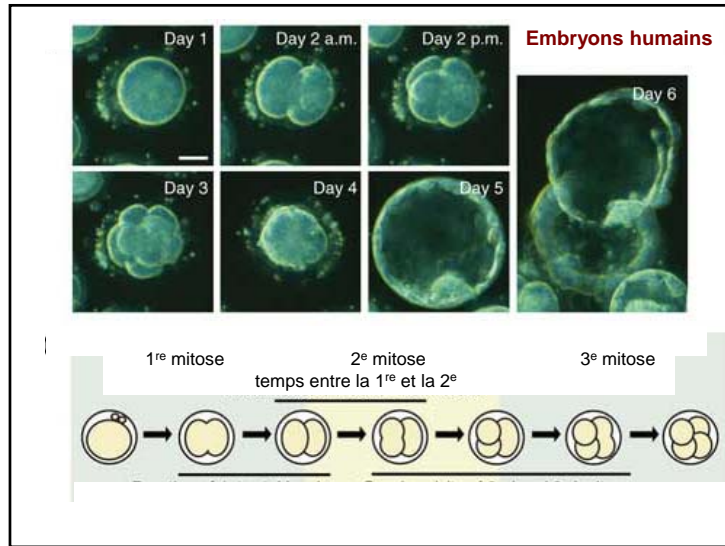 Embryons humains
Day 1
Day 2 a.m.
Day 2 p.m.
Day 6
Day 3
Day 4
Day 5
1re mitose
2e mitose
3e mitose
temps entre la 1re et la 2e